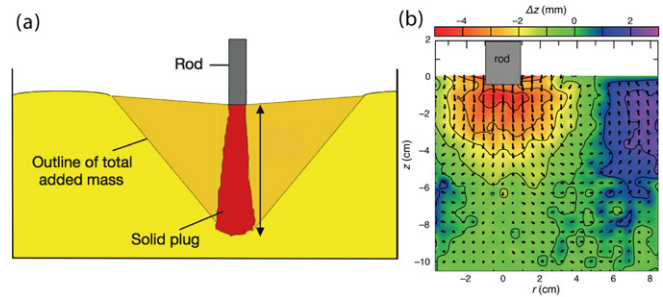 (a)
Rod
Outline of total
added mass
Solid plug
(b)
Δz (mm)
−4 −2 0 2
rod
2
0
−2
−4
−6
−8
−10
z (cm)
−2 0 2 4 6 8
r (cm)